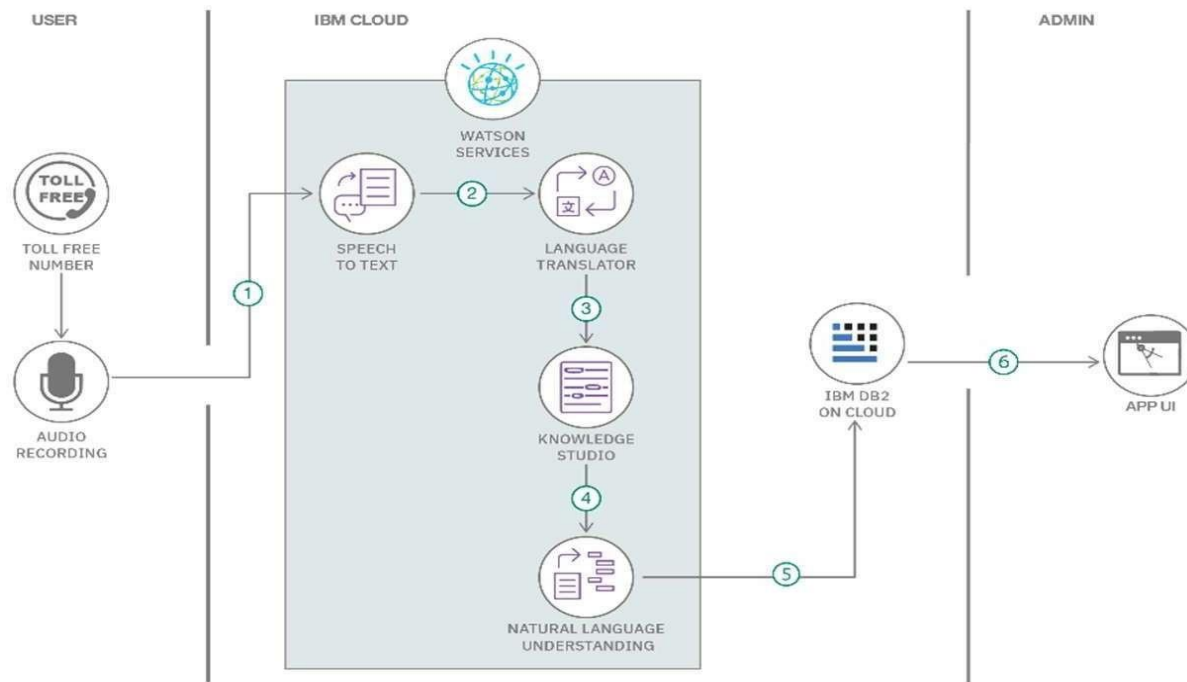 USER
IBM CLOUD
ADMIN
WATSON
SERVICES
TOLL
FREE
TOLL FREE
NUMBER
1
SPEECH
TO TEXT
2
A
文
LANGUAGE
TRANSLATOR
3
AUDIO
RECORDING
KNOWLEDGE
STUDIO
4
NATURAL LANGUAGE
UNDERSTANDING
5
IBM DB2
ON CLOUD
6
APP UI